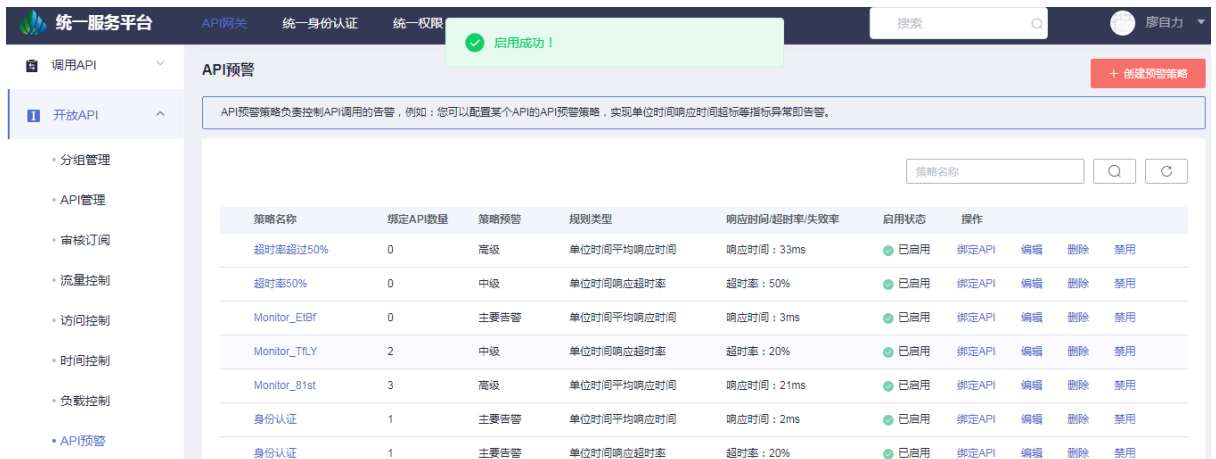 统一服务平台 API网关 统一身份认证 统一权限 搜索 廖自力
启用成功！
调用API
开放API
分组管理
API管理
审核订阅
流量控制
访问控制
时间控制
负载控制
API预警
API预警
+ 创建预警策略
API预警策略负责控制API调用的告警，例如：您可以配置某个API的API预警策略，实现单位时间响应时间超标等指标异常即告警。
策略名称
策略名称 绑定API数量 策略预警 规则类型 响应时间/超时率/失败率 启用状态 操作
超时率超过50% 0 高级 单位时间平均响应时间 响应时间：33ms 已启用 绑定API 编辑 删除 禁用
超时率50% 0 中级 单位时间响应超时率 超时率：50% 已启用 绑定API 编辑 删除 禁用
Monitor_EtBf 0 主要告警 单位时间平均响应时间 响应时间：3ms 已启用 绑定API 编辑 删除 禁用
Monitor_TfLY 2 中级 单位时间响应超时率 超时率：20% 已启用 绑定API 编辑 删除 禁用
Monitor_81st 3 高级 单位时间平均响应时间 响应时间：21ms 已启用 绑定API 编辑 删除 禁用
身份认证 1 主要告警 单位时间平均响应时间 响应时间：2ms 已启用 绑定API 编辑 删除 禁用
身份认证 1 主要告警 单位时间响应超时率 超时率：20% 已启用 绑定API 编辑 删除 禁用